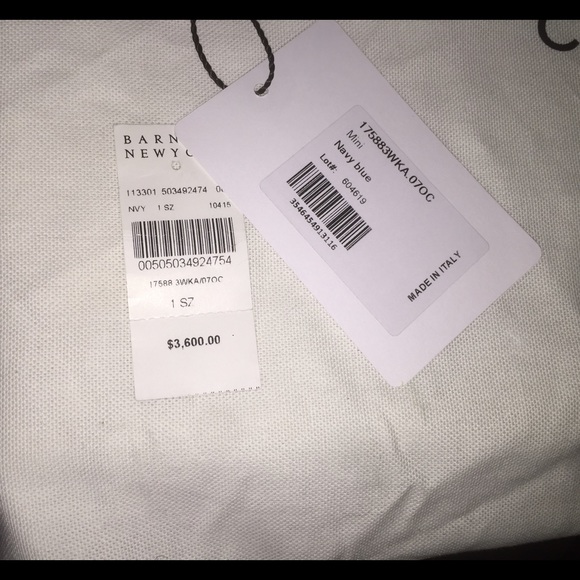 C
BARN
NEWYO
113301 503492474
NVY 1 SZ 10415
00505034924754
17588 3WKA/07OC
1 SZ
$3,600.00
175883WKA.07OC
Mini
Navy blue
Lot#: 604619
3546454913116
MADE IN ITALY